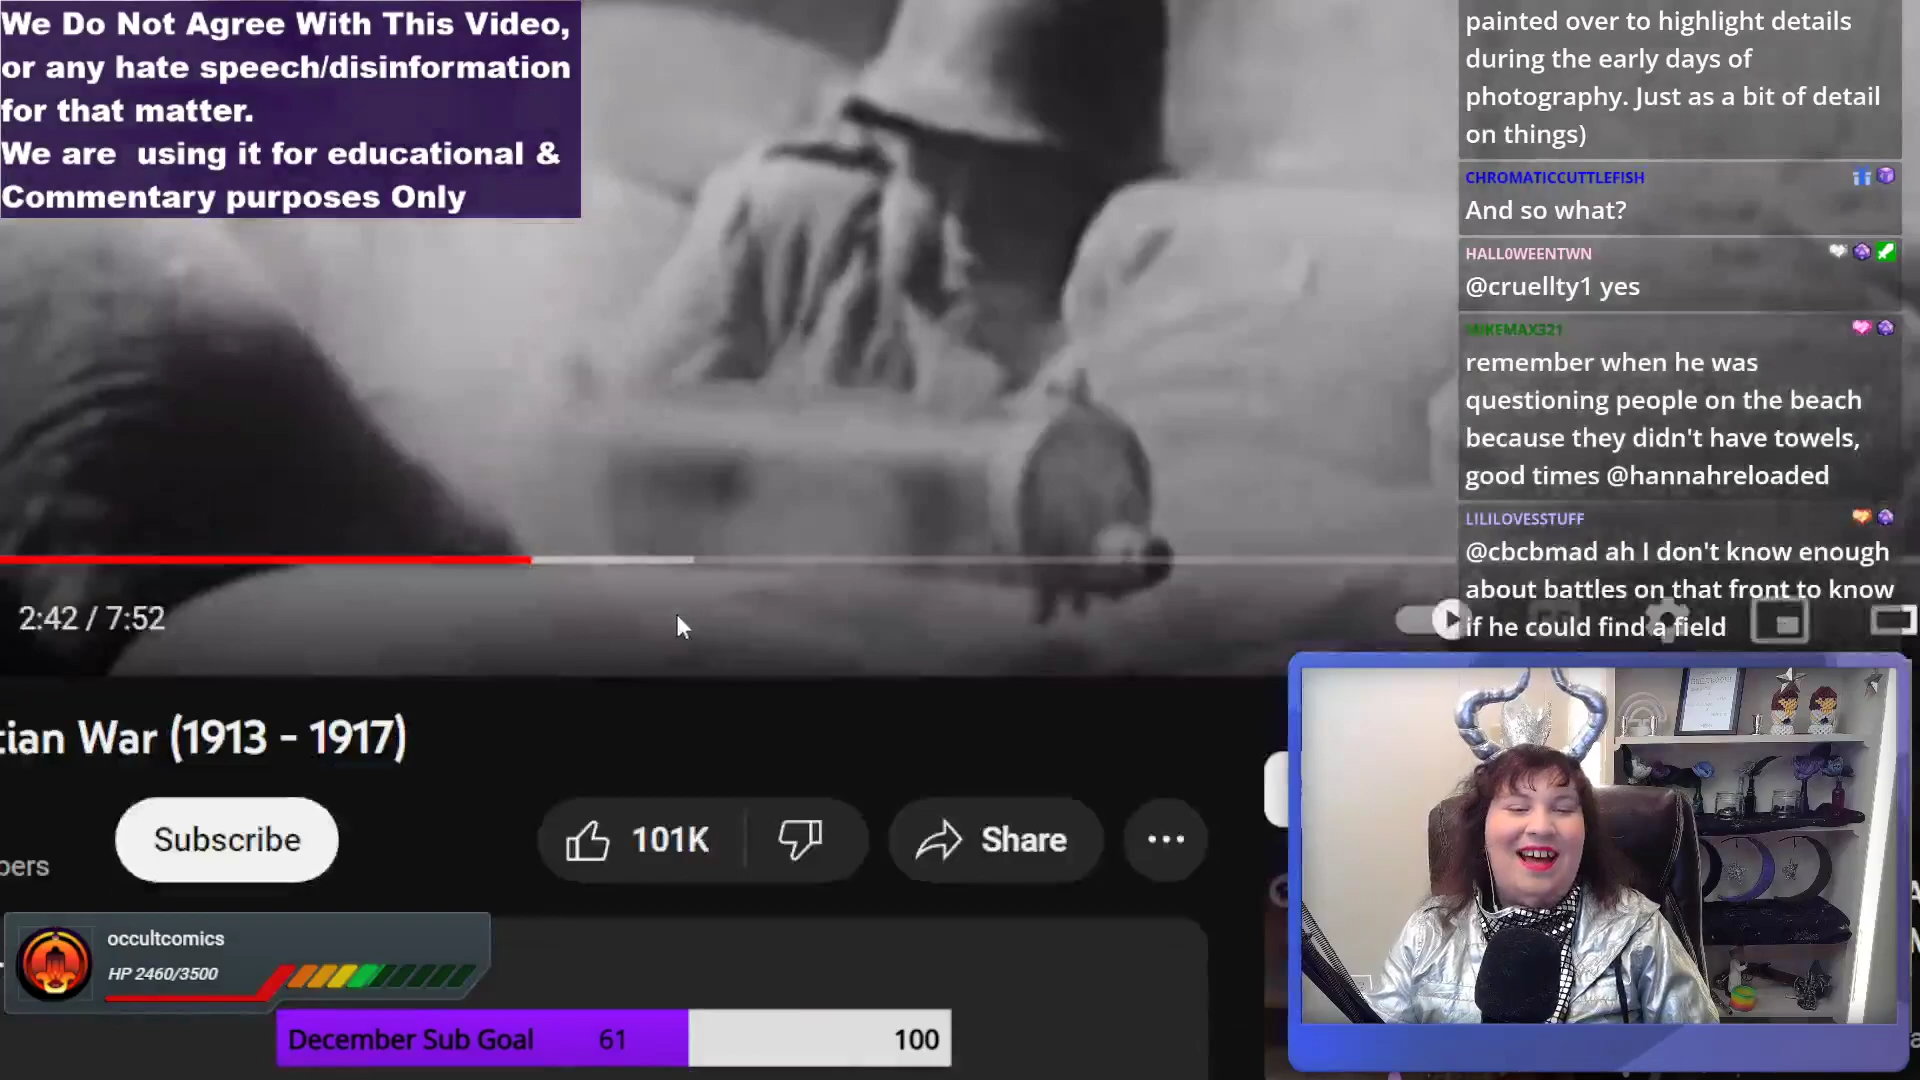 We Do Not Agree With This Video,
or any hate speech/disinformation
for that matter.
We are using it for educational &
Commentary purposes Only
painted over to highlight details
during the early days of
photography. Just as a bit of detail
on things)
CHROMATICCUTTLEFISH
And so what?
HALL0WEENTWN
@cruellty1 yes
MIKEMAX321
remember when he was
questioning people on the beach
because they didn't have towels,
good times @hannahreloaded
LILILOVESSTUFF
@cbcbmad ah I don't know enough
about battles on that front to know
if he could find a field
2:42 / 7:52
tian War (1913 - 1917)
Subscribe
101K
Share
bers
occultcomics
HP 2460/3500
December Sub Goal 61 100